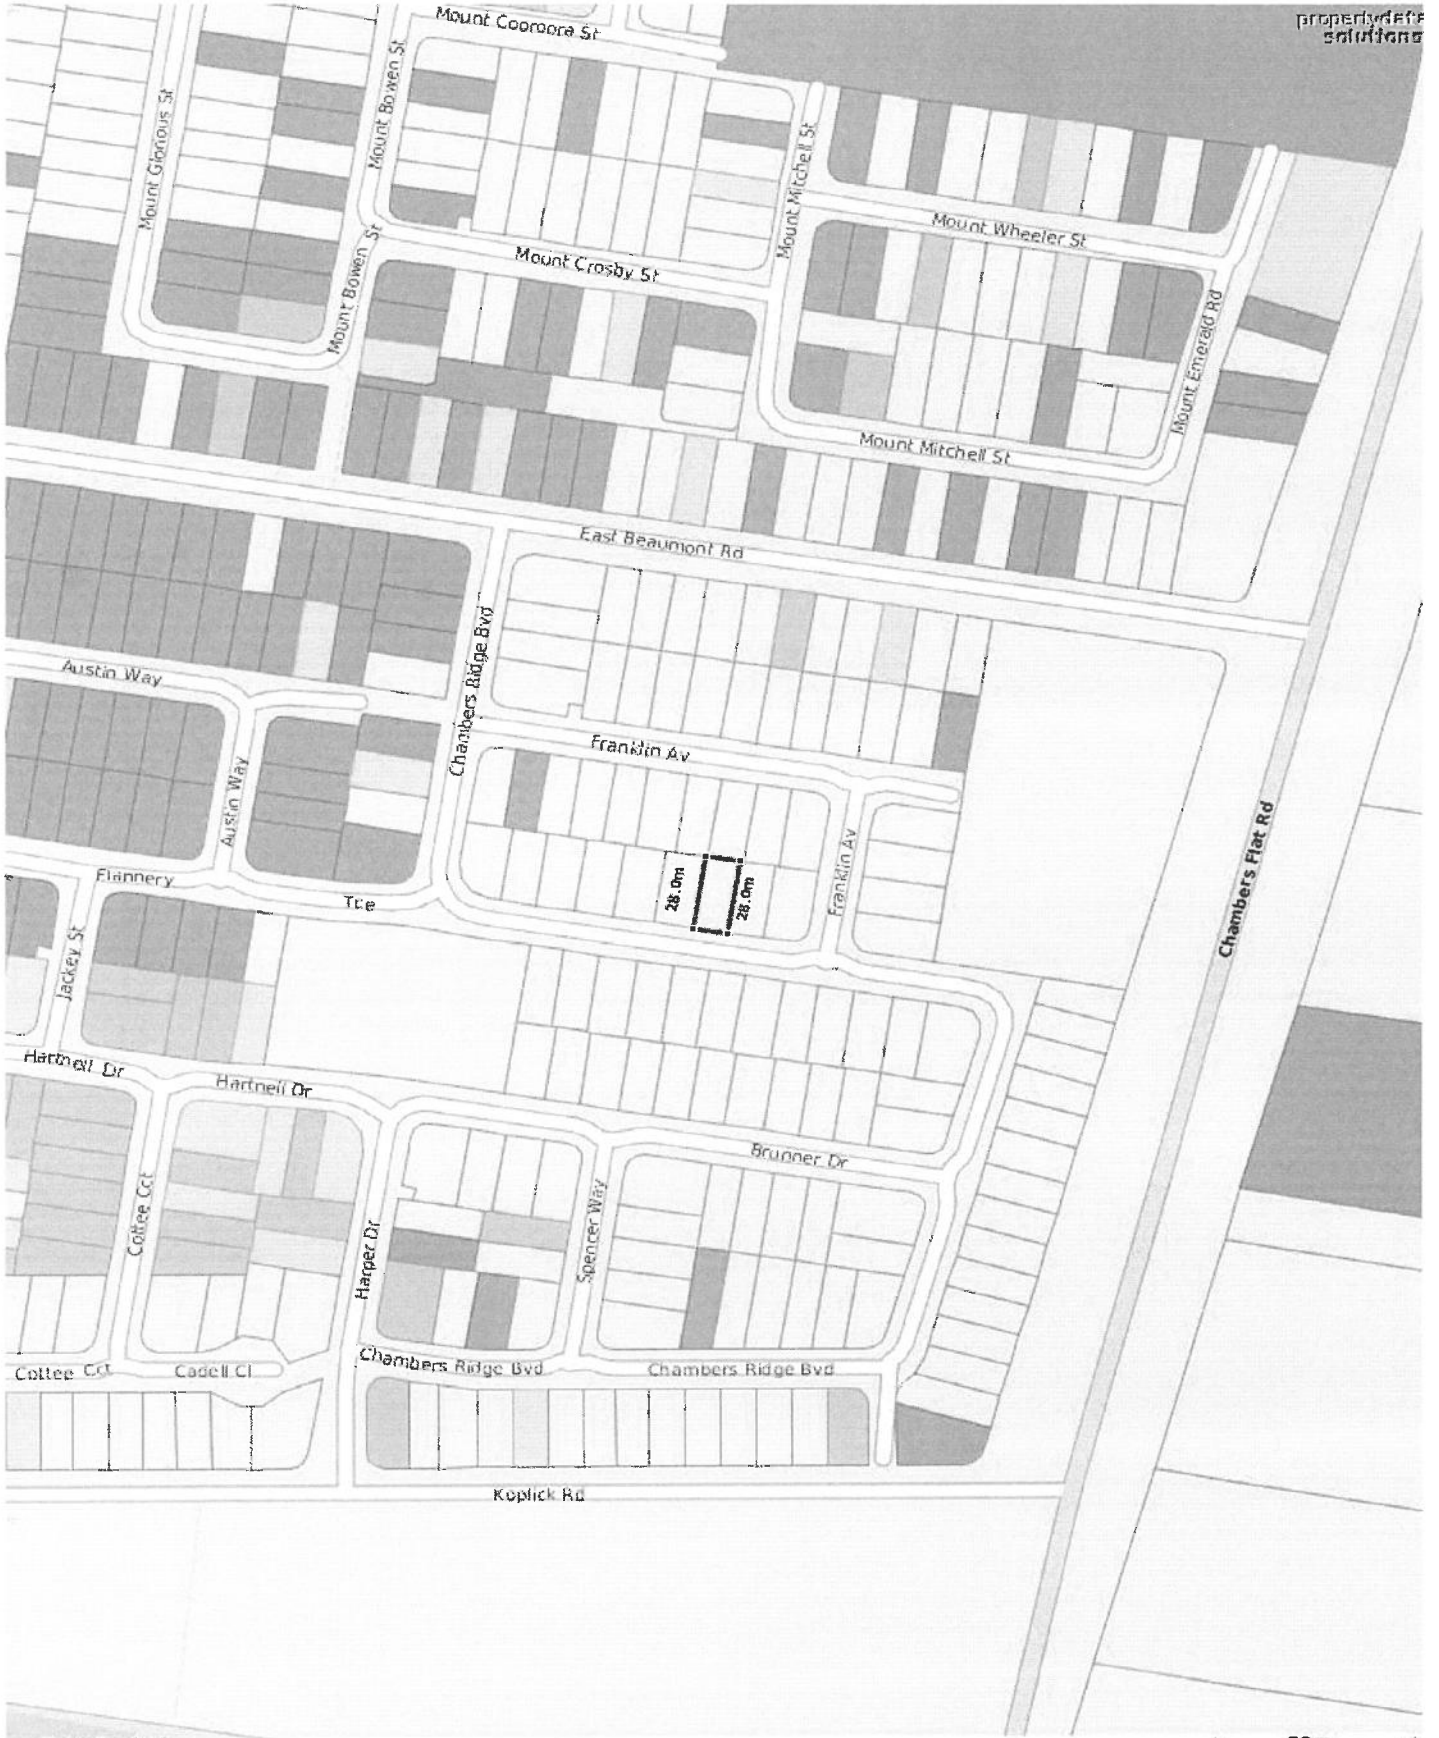 propertydata
solutions
Mount Cooroora St
Mount Bowen St
Mount Glorious St
Mount Mitchell St
Mount Wheeler St
Mount Crosby St
Mount Bowen St
Mount Emerald Rd
Mount Mitchell St
East Beaumont Rd
Chambers Ridge Bvd
Austin Way
Franklin Av
Austin Way
Franklin Av
28.0m
28.0m
Chambers Flat Rd
Flannery
Tce
Jackey St
Hartnell Dr
Hartnell Dr
Brunner Dr
Cottee Cct
Harper Dr
Spencer Way
Cottee Cct
Cadell Cl
Chambers Ridge Bvd
Chambers Ridge Bvd
Koplick Rd